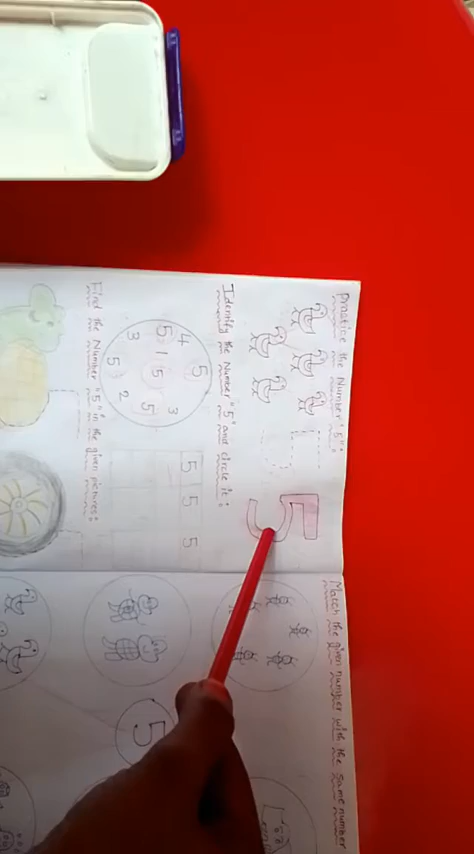 Practice the Number "5":
5
Identify the Number "5" and circle it:
5
4
5 1 5 3
3 5
5 2
5 5 5
Find the Number "5" in the given pictures:
Match the given number with the same number
5